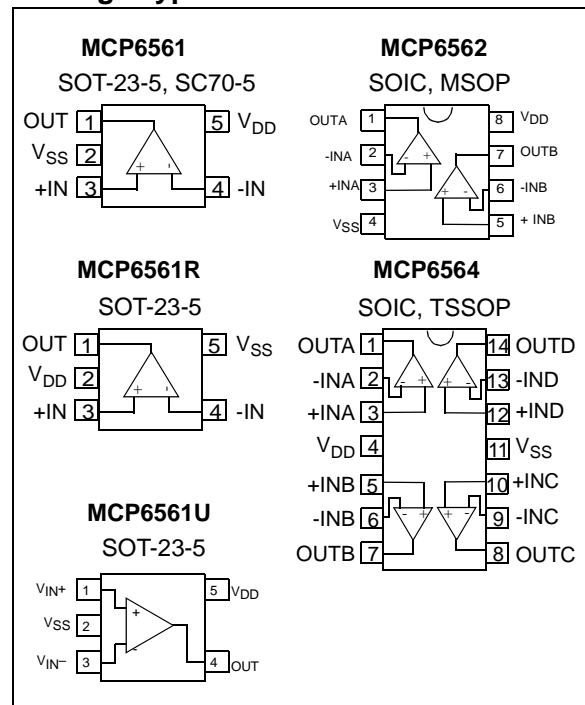 MCP6561
SOT-23-5, SC70-5
OUT 1
5 VDD
VSS 2
+IN 3
4 -IN
+ -
MCP6562
SOIC, MSOP
OUTA 1
8 VDD
-INA 2
7 OUTB
+INA 3
6 -INB
VSS 4
5 + INB
- +
+ -
MCP6561R
SOT-23-5
OUT 1
5 VSS
VDD 2
+IN 3
4 -IN
+ -
MCP6564
SOIC, TSSOP
OUTA 1
14 OUTD
-INA 2
13 -IND
+INA 3
12 +IND
VDD 4
11 VSS
+INB 5
10 +INC
-INB 6
9 -INC
OUTB 7
8 OUTC
- +
+ -
- +
+ -
MCP6561U
SOT-23-5
VIN+ 1
5 VDD
VSS 2
VIN– 3
4 OUT
+
-